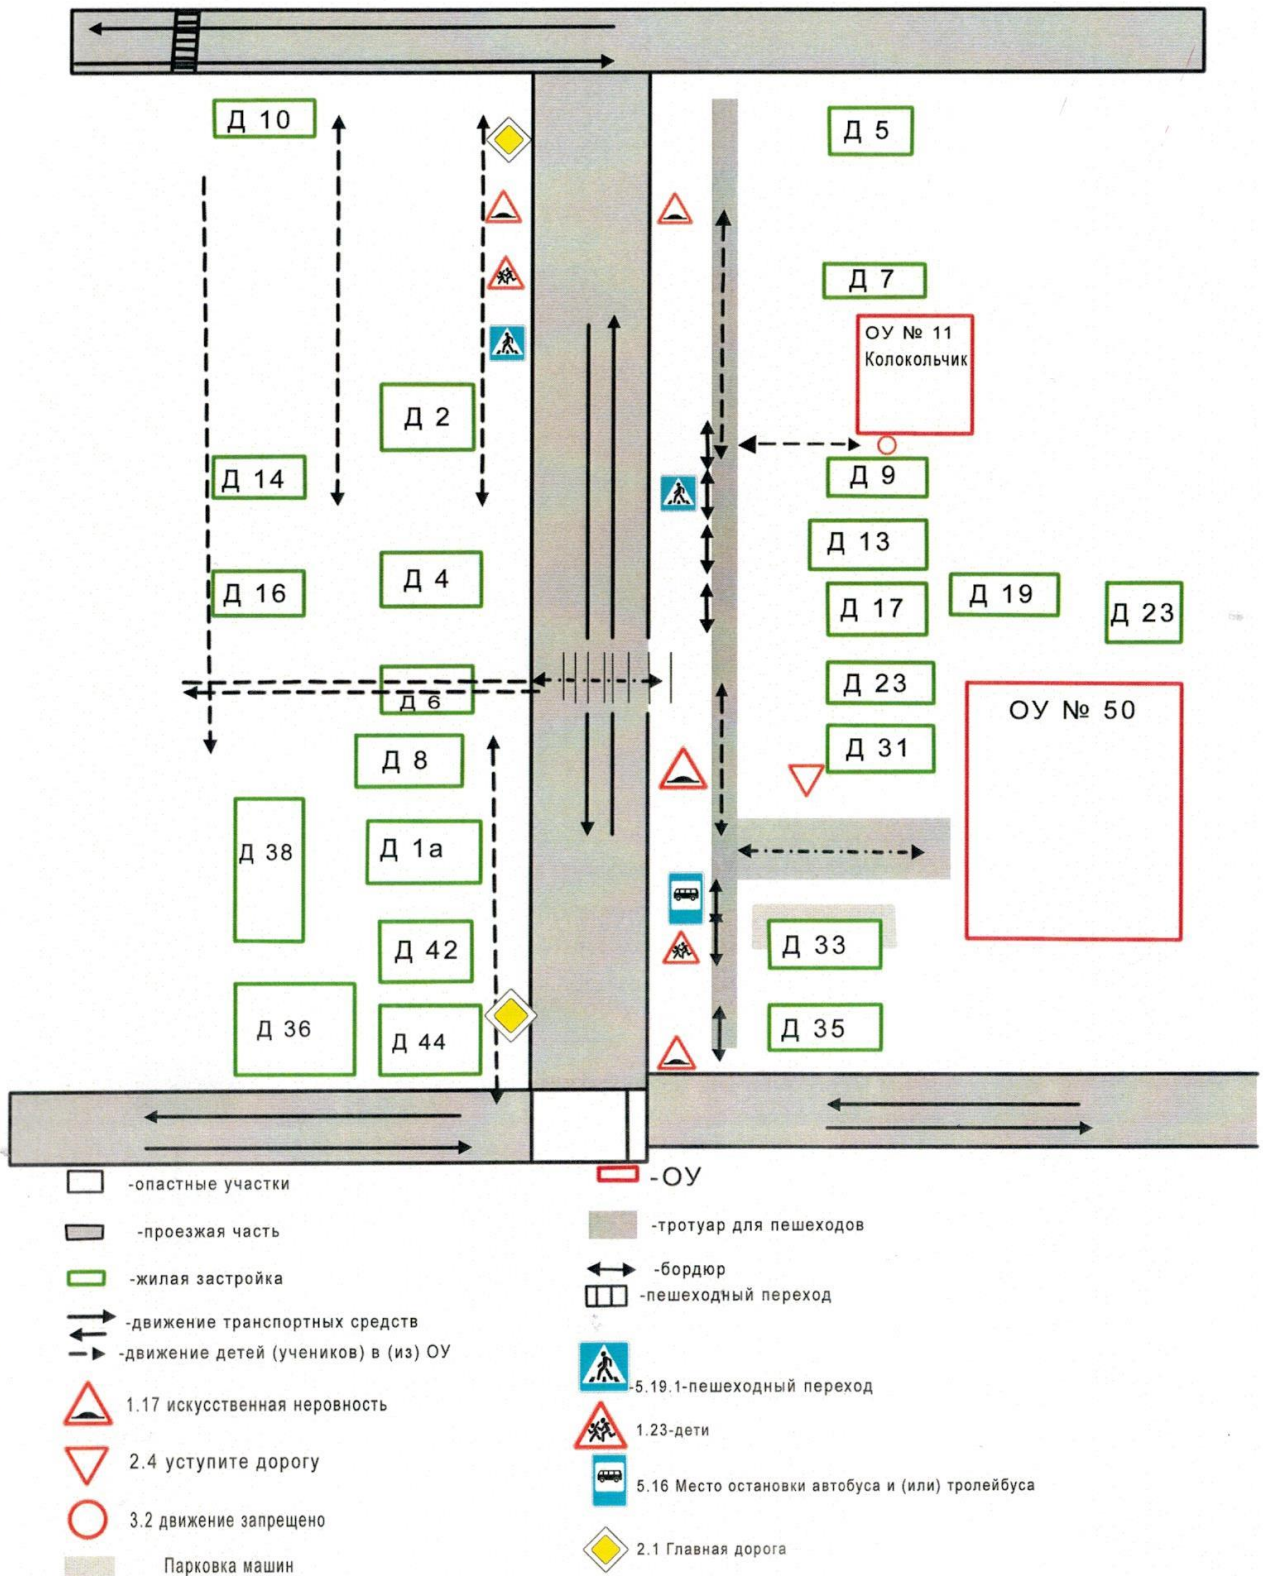 Д 10
Д 5
Д 7
ОУ № 11
Колокольчик
Д 2
Д 14
Д 9
Д 13
Д 4
Д 16
Д 17
Д 19
Д 23
Д 6
Д 23
ОУ № 50
Д 8
Д 31
Д 38
Д 1а
Д 42
Д 33
Д 36
Д 44
Д 35
-опастные участки
-ОУ
-проезжая часть
-тротуар для пешеходов
-жилая застройка
-бордюр
-пешеходный переход
-движение транспортных средств
-движение детей (учеников) в (из) ОУ
-5.19.1-пешеходный переход
1.17 искусственная неровность
1.23-дети
2.4 уступите дорогу
5.16 Место остановки автобуса и (или) тролейбуса
3.2 движение запрещено
2.1 Главная дорога
Парковка машин